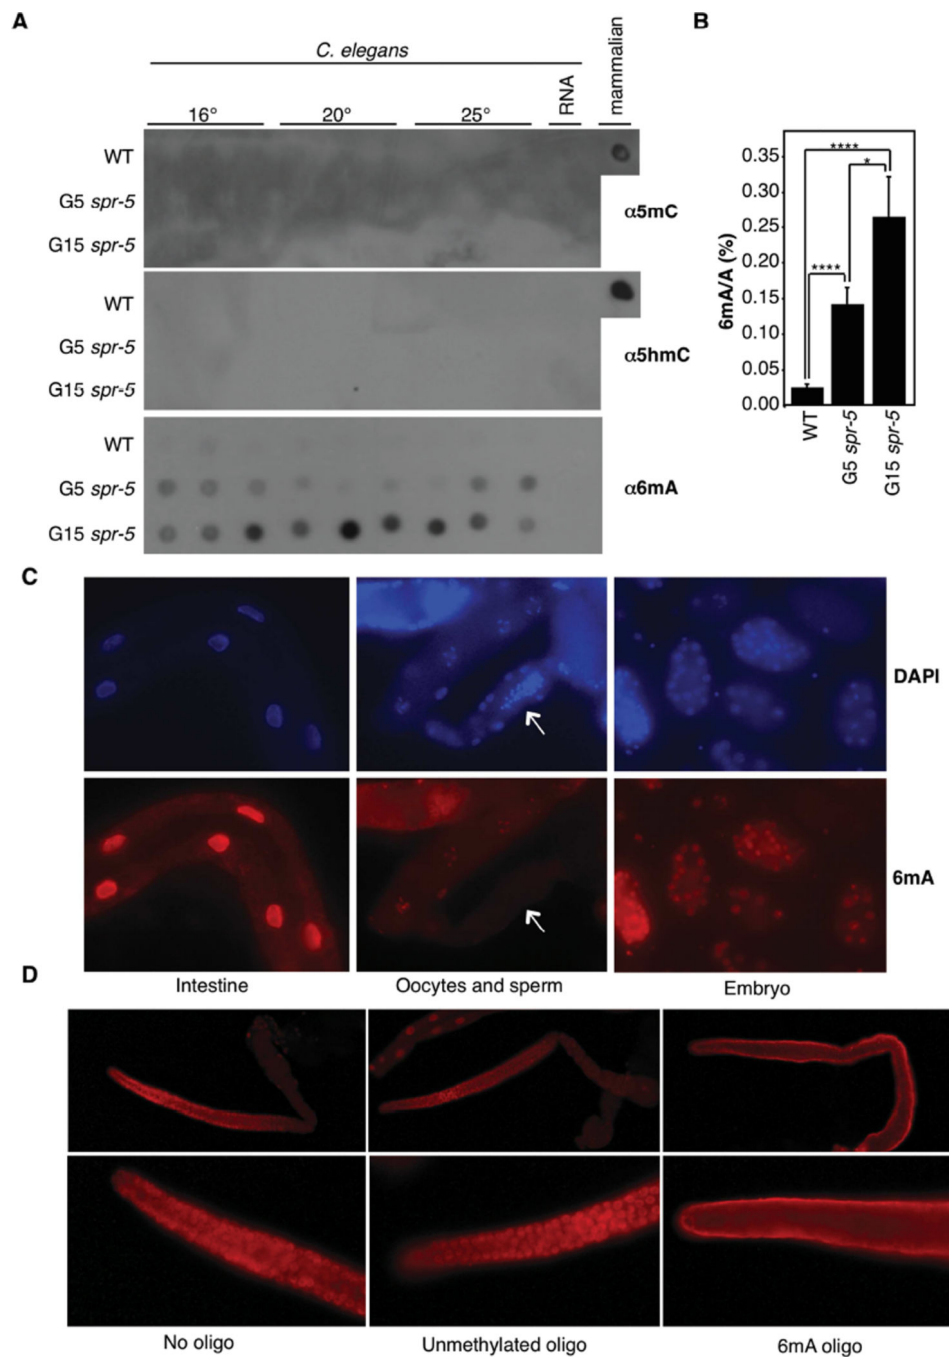 A
B
C. elegans
16°
20°
25°
RNA
mammalian
WT
G5 spr-5
G15 spr-5
α5mC
WT
G5 spr-5
G15 spr-5
α5hmC
WT
G5 spr-5
G15 spr-5
α6mA
6mA/A (%)
0.35
0.30
0.25
0.20
0.15
0.10
0.05
0.00
****
*
****
WT
G5 spr-5
G15 spr-5
C
DAPI
6mA
Intestine
Oocytes and sperm
Embryo
D
No oligo
Unmethylated oligo
6mA oligo